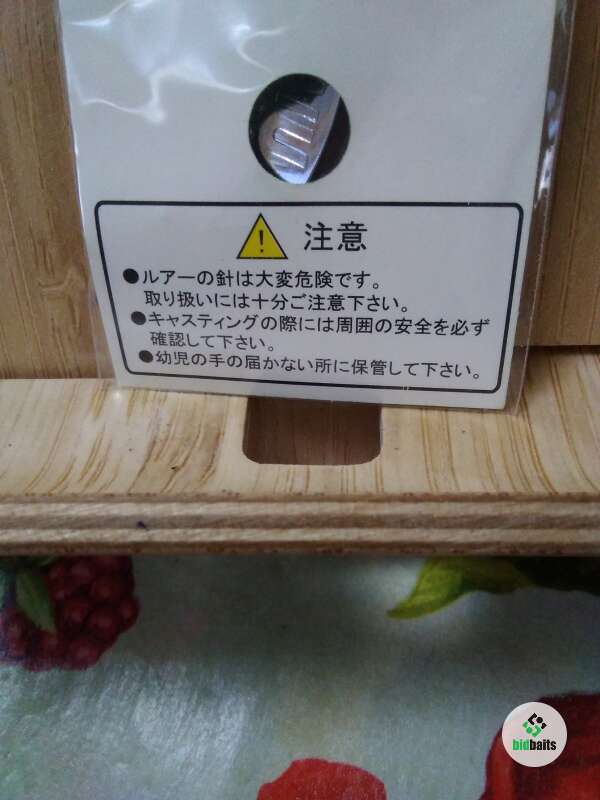 注意
●ルアーの針は大変危険です。
取り扱いには十分ご注意下さい。
●キャスティングの際には周囲の安全を必ず
確認して下さい。
●幼児の手の届かない所に保管して下さい。
bidbaits